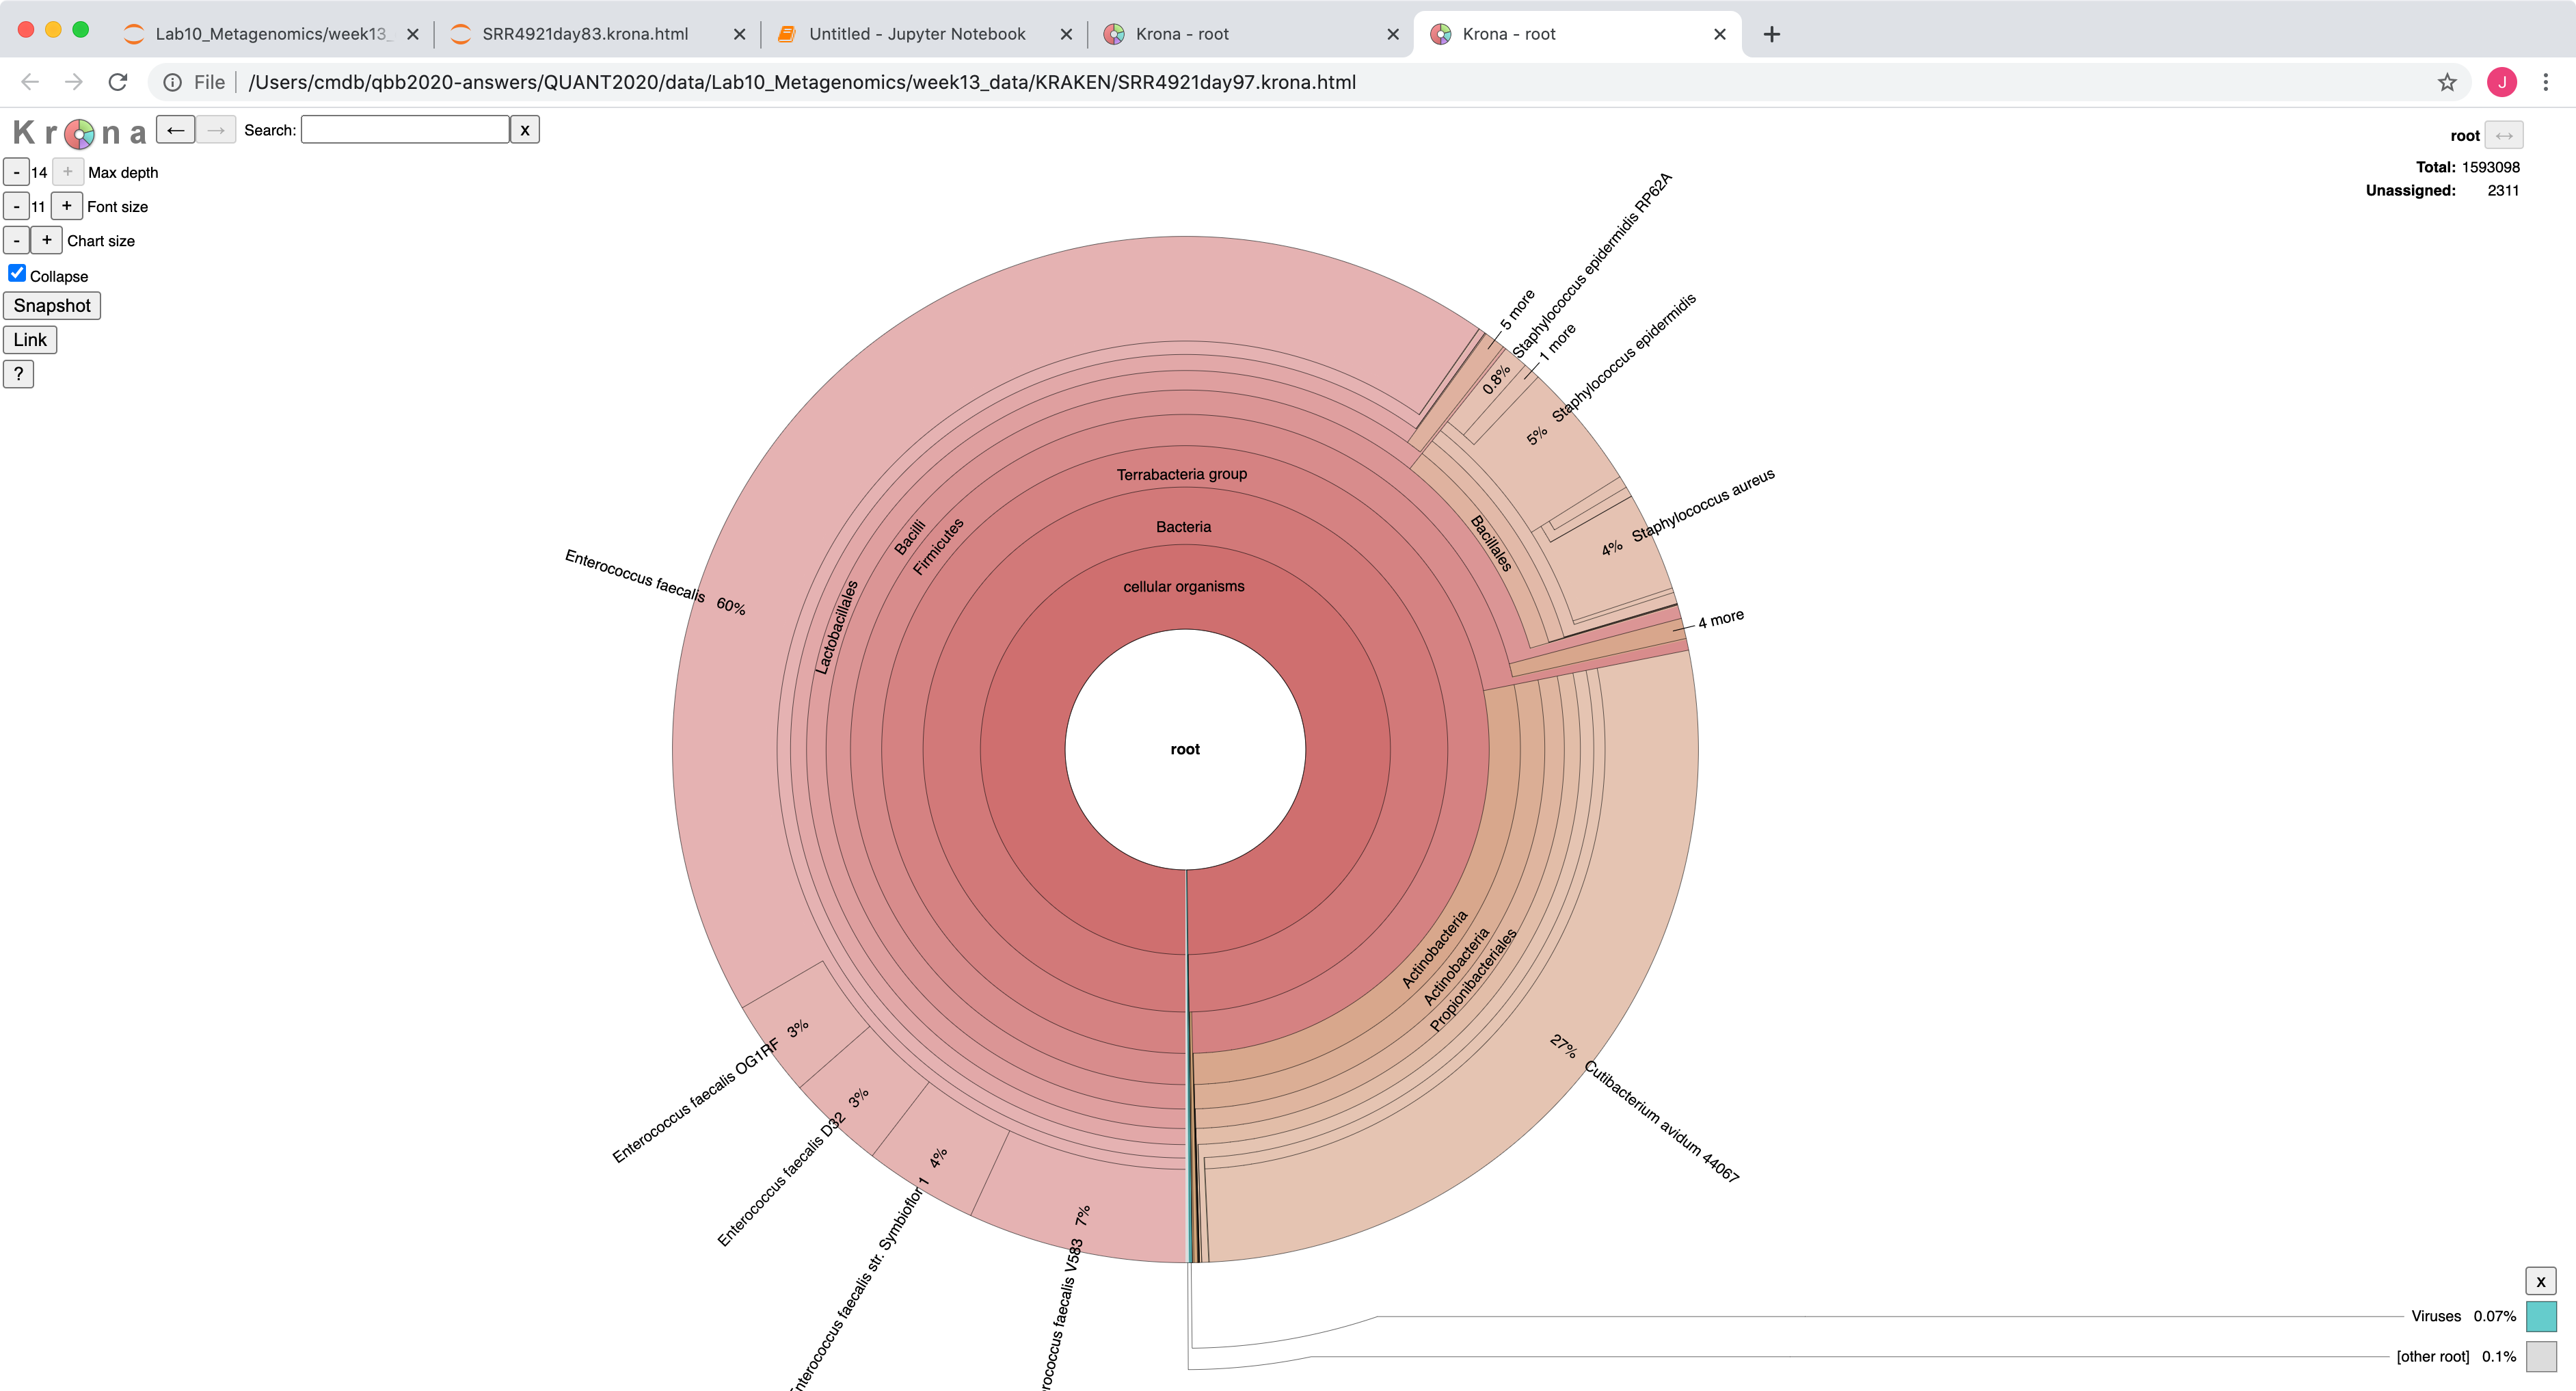 Lab10_Metagenomics/week13_
SRR4921day83.krona.html
Untitled - Jupyter Notebook
Krona - root
Krona - root
File
/Users/cmdb/qbb2020-answers/QUANT2020/data/Lab10_Metagenomics/week13_data/KRAKEN/SRR4921day97.krona.html
J
Krona
← → Search: x
root ↔
- 14 + Max depth
Total: 1593098
Unassigned: 2311
- 11 + Font size
- + Chart size
Collapse
Snapshot
Link
?
5 more
Staphylococcus epidermidis RP62A
0.8%
1 more
5% Staphylococcus epidermidis
4% Staphylococcus aureus
4 more
Bacillales
Terrabacteria group
Bacteria
cellular organisms
root
Bacilli
Firmicutes
Lactobacillales
Enterococcus faecalis 60%
Actinobacteria
Actinobacteria
Propionibacteriales
27% Cutibacterium avidum 44067
Enterococcus faecalis OG1RF 3%
Enterococcus faecalis D32 3%
nterococcus faecalis str. Symbioflor 1 4%
rococcus faecalis V583 7%
x
Viruses 0.07%
[other root] 0.1%